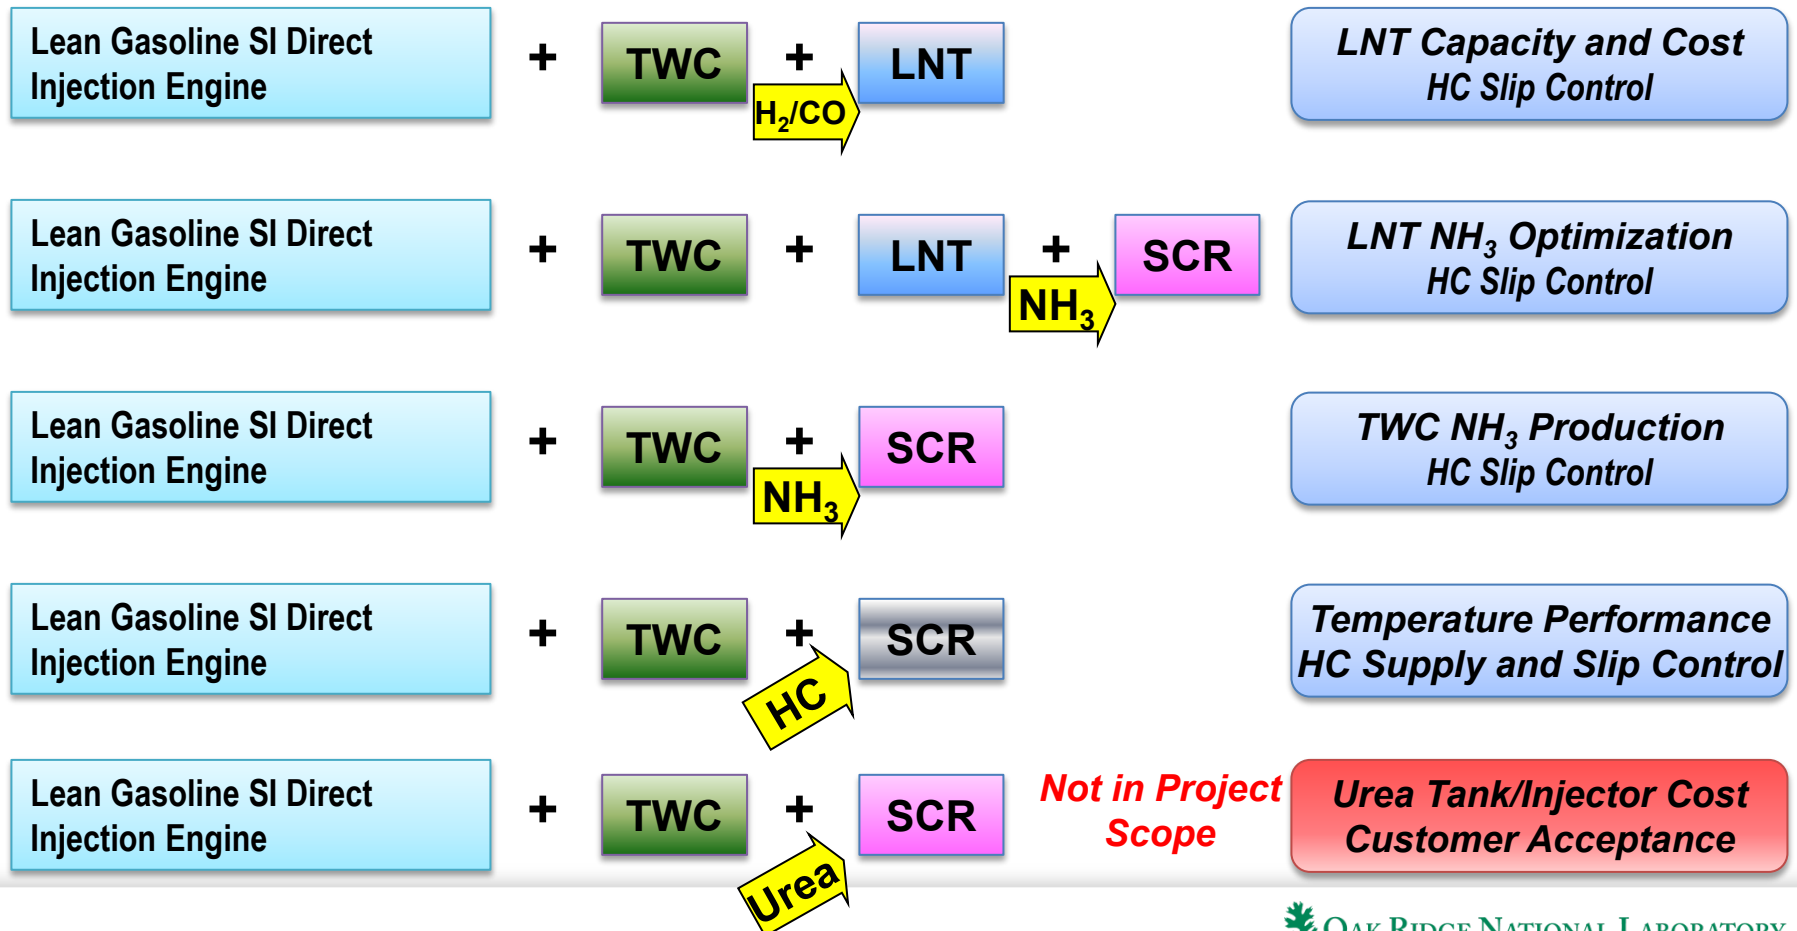 Lean Gasoline SI Direct
Injection Engine
+
TWC
+
H₂/CO
LNT
LNT Capacity and Cost
HC Slip Control
Lean Gasoline SI Direct
Injection Engine
+
TWC
+
LNT
+
NH₃
SCR
LNT NH₃ Optimization
HC Slip Control
Lean Gasoline SI Direct
Injection Engine
+
TWC
+
NH₃
SCR
TWC NH₃ Production
HC Slip Control
Lean Gasoline SI Direct
Injection Engine
+
TWC
+
HC
SCR
Temperature Performance
HC Supply and Slip Control
Lean Gasoline SI Direct
Injection Engine
+
TWC
+
Urea
SCR
Not in Project
Scope
Urea Tank/Injector Cost
Customer Acceptance
OAK RIDGE NATIONAL LABORATORY